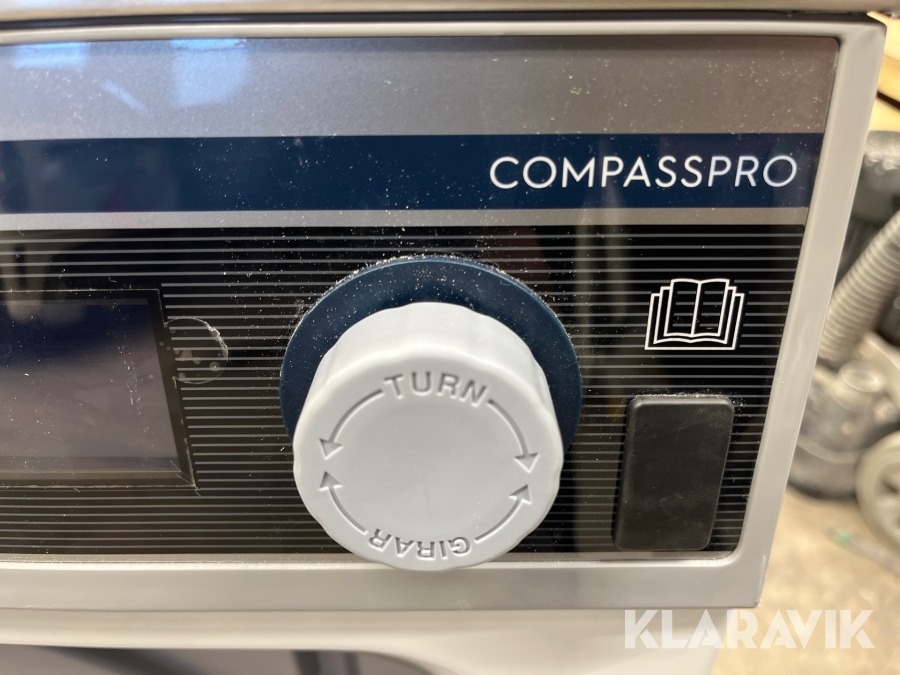 COMPASSPRO
TURN
GIRAR
KLARAVIK